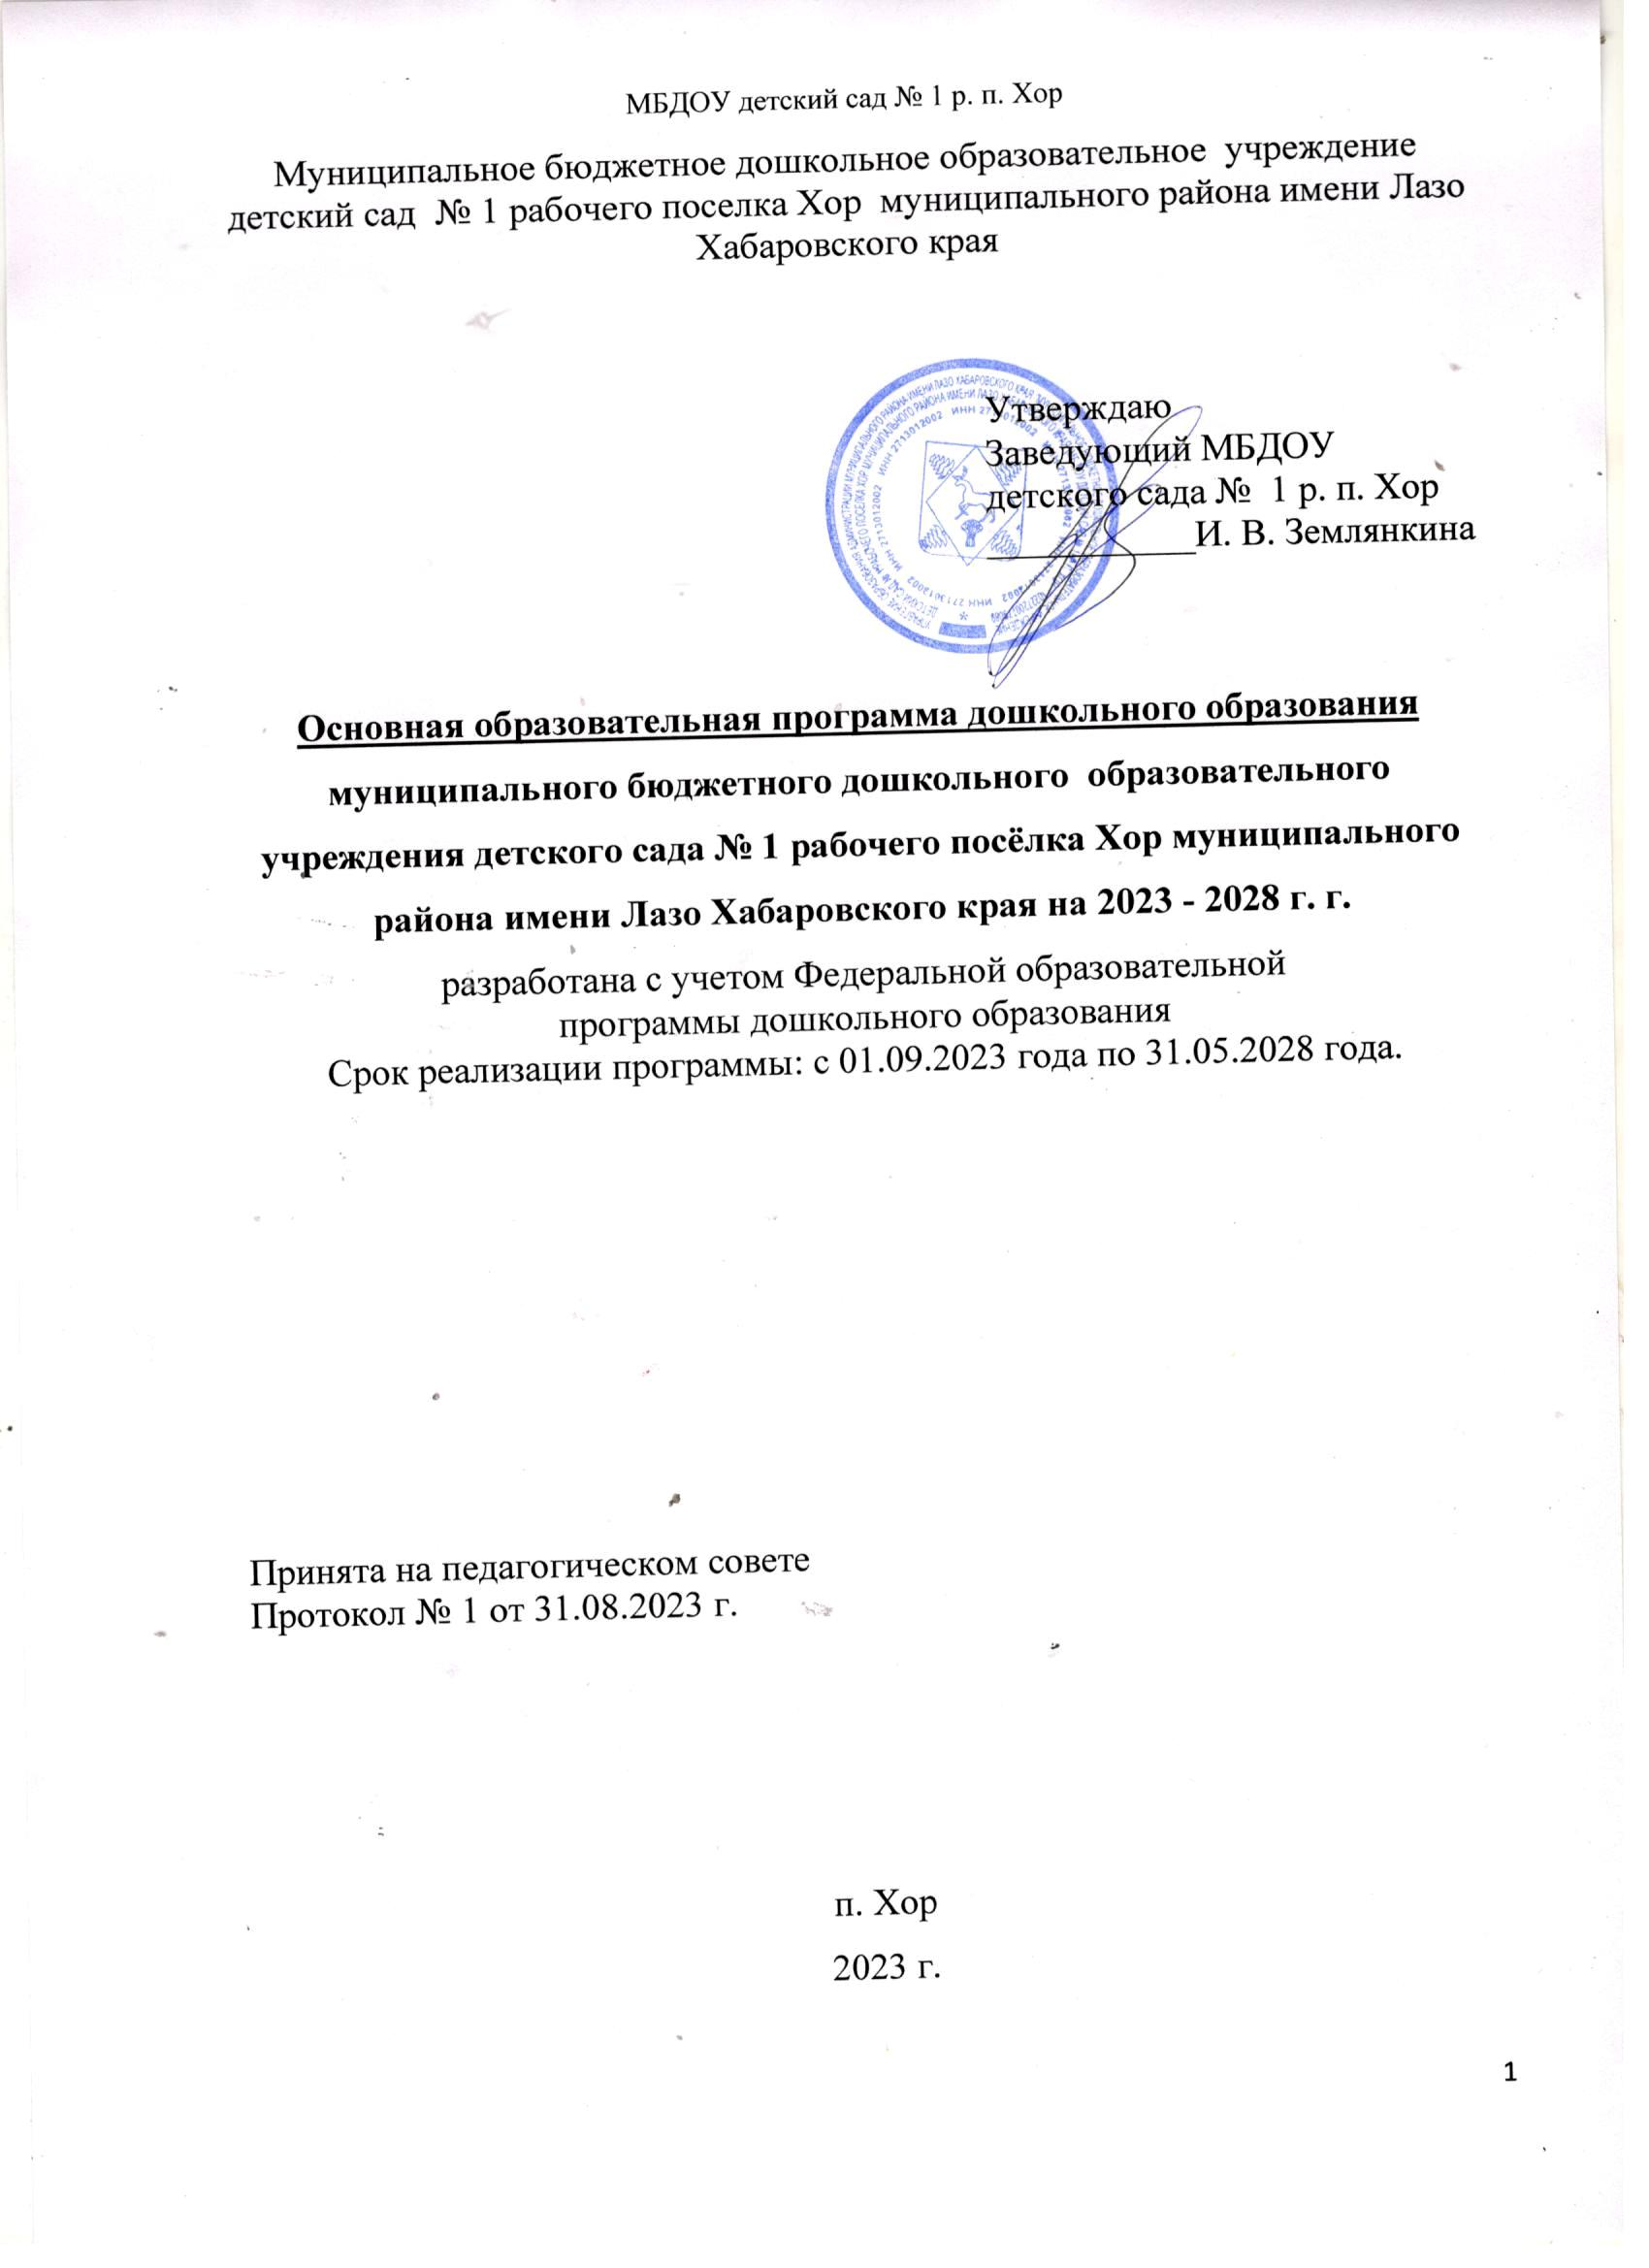 МБДОУ детский сад № 1 р. п. Хор
Муниципальное бюджетное дошкольное образовательное учреждение
детский сад № 1 рабочего поселка Хор муниципального района имени Лазо
Хабаровского края
Утверждаю
Заведующий МБДОУ
детского сада № 1 р. п. Хор
И. В. Землянкина
ИНН 2713012002
Основная образовательная программа дошкольного образования
муниципального бюджетного дошкольного образовательного
учреждения детского сада № 1 рабочего посёлка Хор муниципального
района имени Лазо Хабаровского края на 2023 - 2028 г. г.
разработана с учетом Федеральной образовательной
программы дошкольного образования
Срок реализации программы: с 01.09.2023 года по 31.05.2028 года.
Принята на педагогическом совете
Протокол № 1 от 31.08.2023 г.
п. Хор
2023 г.
1